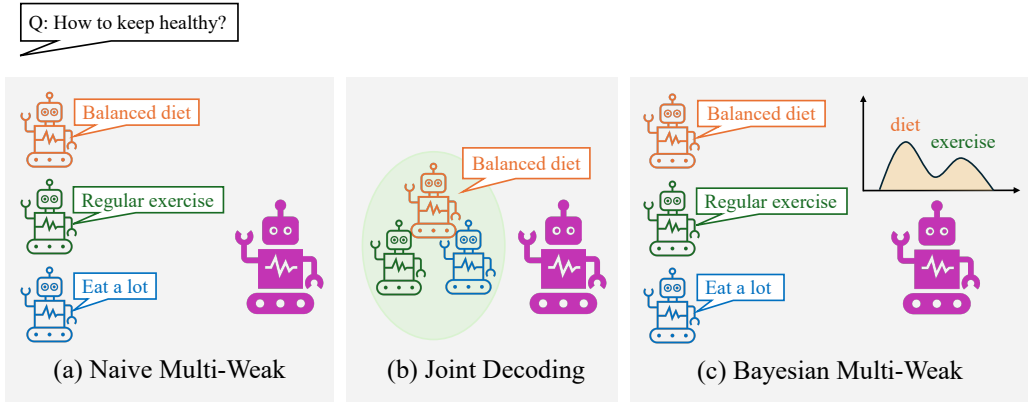 Q: How to keep healthy?
Balanced diet
Regular exercise
Eat a lot
(a) Naive Multi-Weak
Balanced diet
(b) Joint Decoding
Balanced diet
Regular exercise
Eat a lot
diet
exercise
(c) Bayesian Multi-Weak